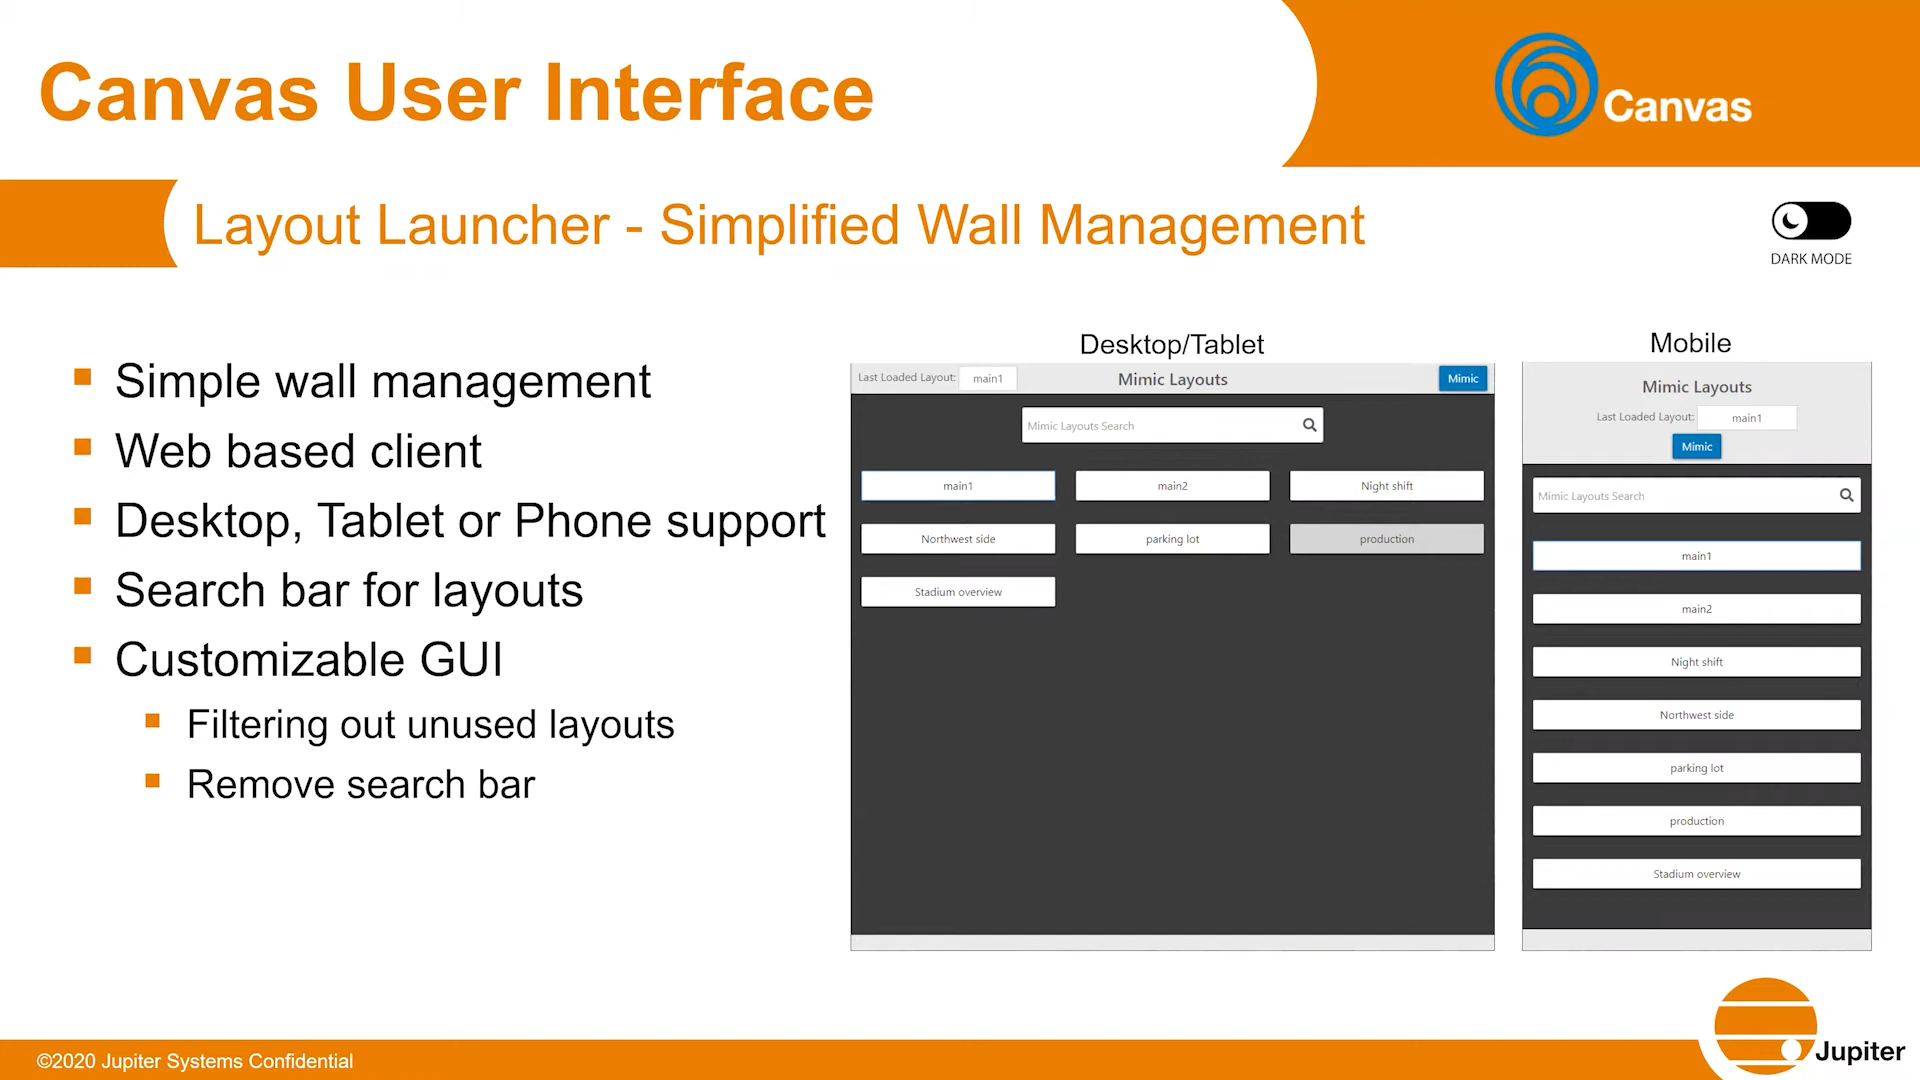 Canvas User Interface
Canvas
Layout Launcher - Simplified Wall Management
DARK MODE
Simple wall management
Web based client
Desktop, Tablet or Phone support
Search bar for layouts
Customizable GUI
Filtering out unused layouts
Remove search bar
Desktop/Tablet
Last Loaded Layout: main1 Mimic Layouts Mimic
Mimic Layouts Search
main1 main2 Night shift
Northwest side parking lot production
Stadium overview
Mobile
Mimic Layouts
Last Loaded Layout: main1
Mimic
Mimic Layouts Search
main1
main2
Night shift
Northwest side
parking lot
production
Stadium overview
©2020 Jupiter Systems Confidential
Jupiter